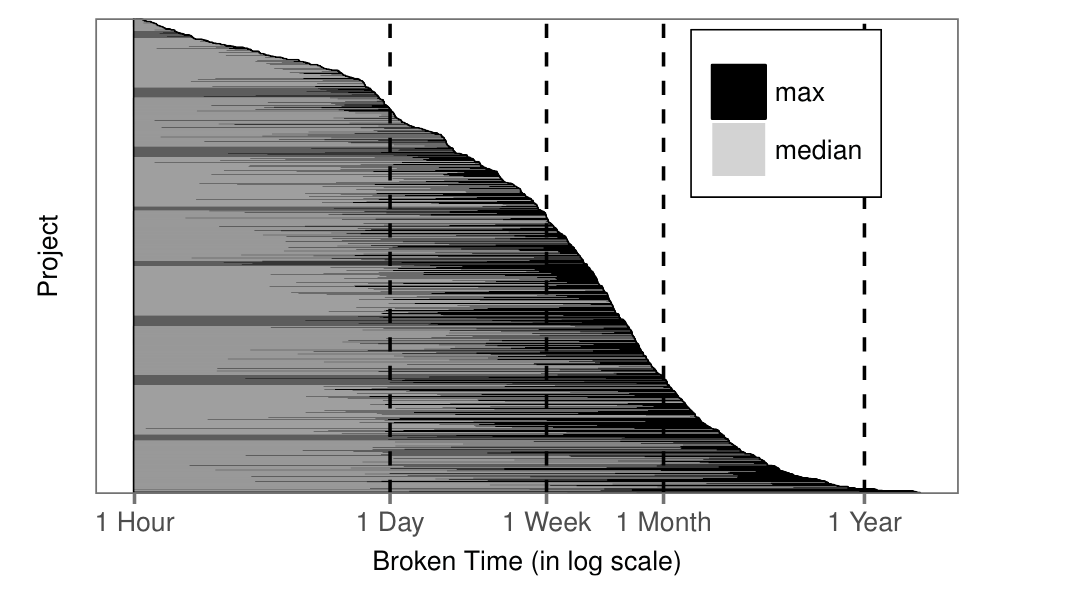 max
median
Project
1 Hour
1 Day
1 Week
1 Month
1 Year
Broken Time (in log scale)